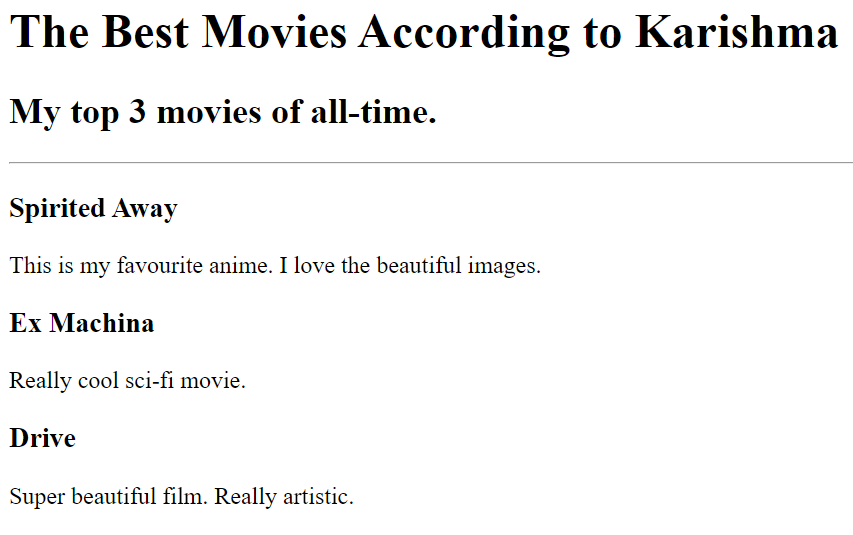 The Best Movies According to Karishma
My top 3 movies of all-time.
Spirited Away
This is my favourite anime. I love the beautiful images.
Ex Machina
Really cool sci-fi movie.
Drive
Super beautiful film. Really artistic.